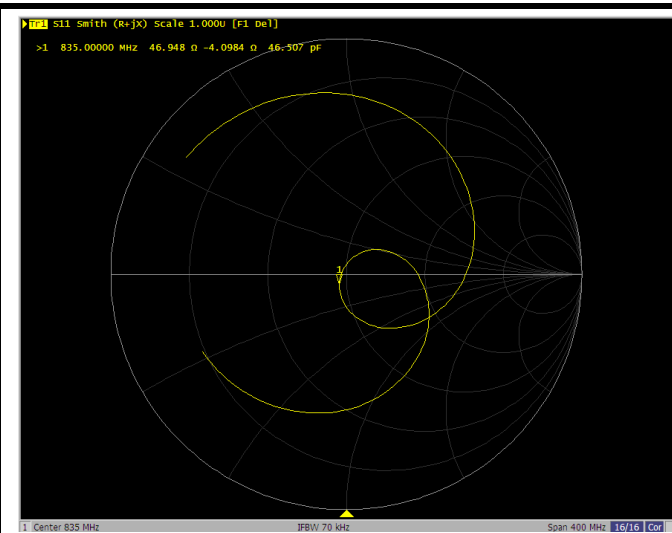 Tr1 S11 Smith (R+jX) Scale 1.000U [F1 Del]
>1 835.00000 MHz 46.948 Ω -4.0984 Ω 46.507 pF
1
1 Center 835 MHz IFBW 70 kHz Span 400 MHz 16/16 Cor